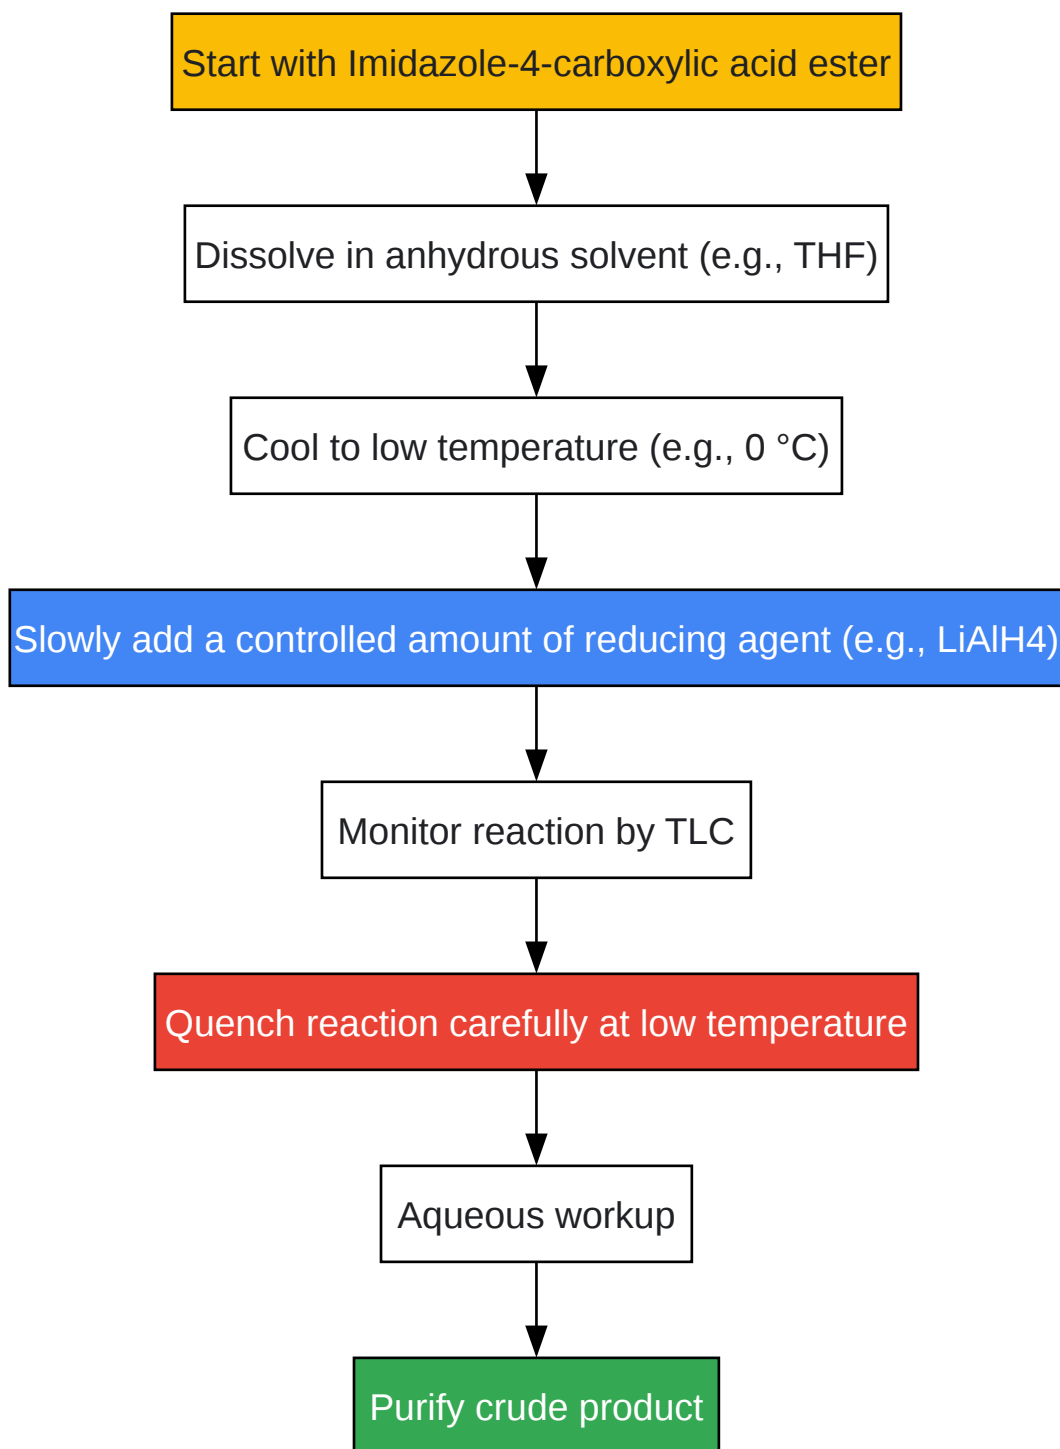 Start with Imidazole-4-carboxylic acid ester
Dissolve in anhydrous solvent (e.g., THF)
Cool to low temperature (e.g., 0 °C)
Slowly add a controlled amount of reducing agent (e.g., LiAlH4)
Monitor reaction by TLC
Quench reaction carefully at low temperature
Aqueous workup
Purify crude product